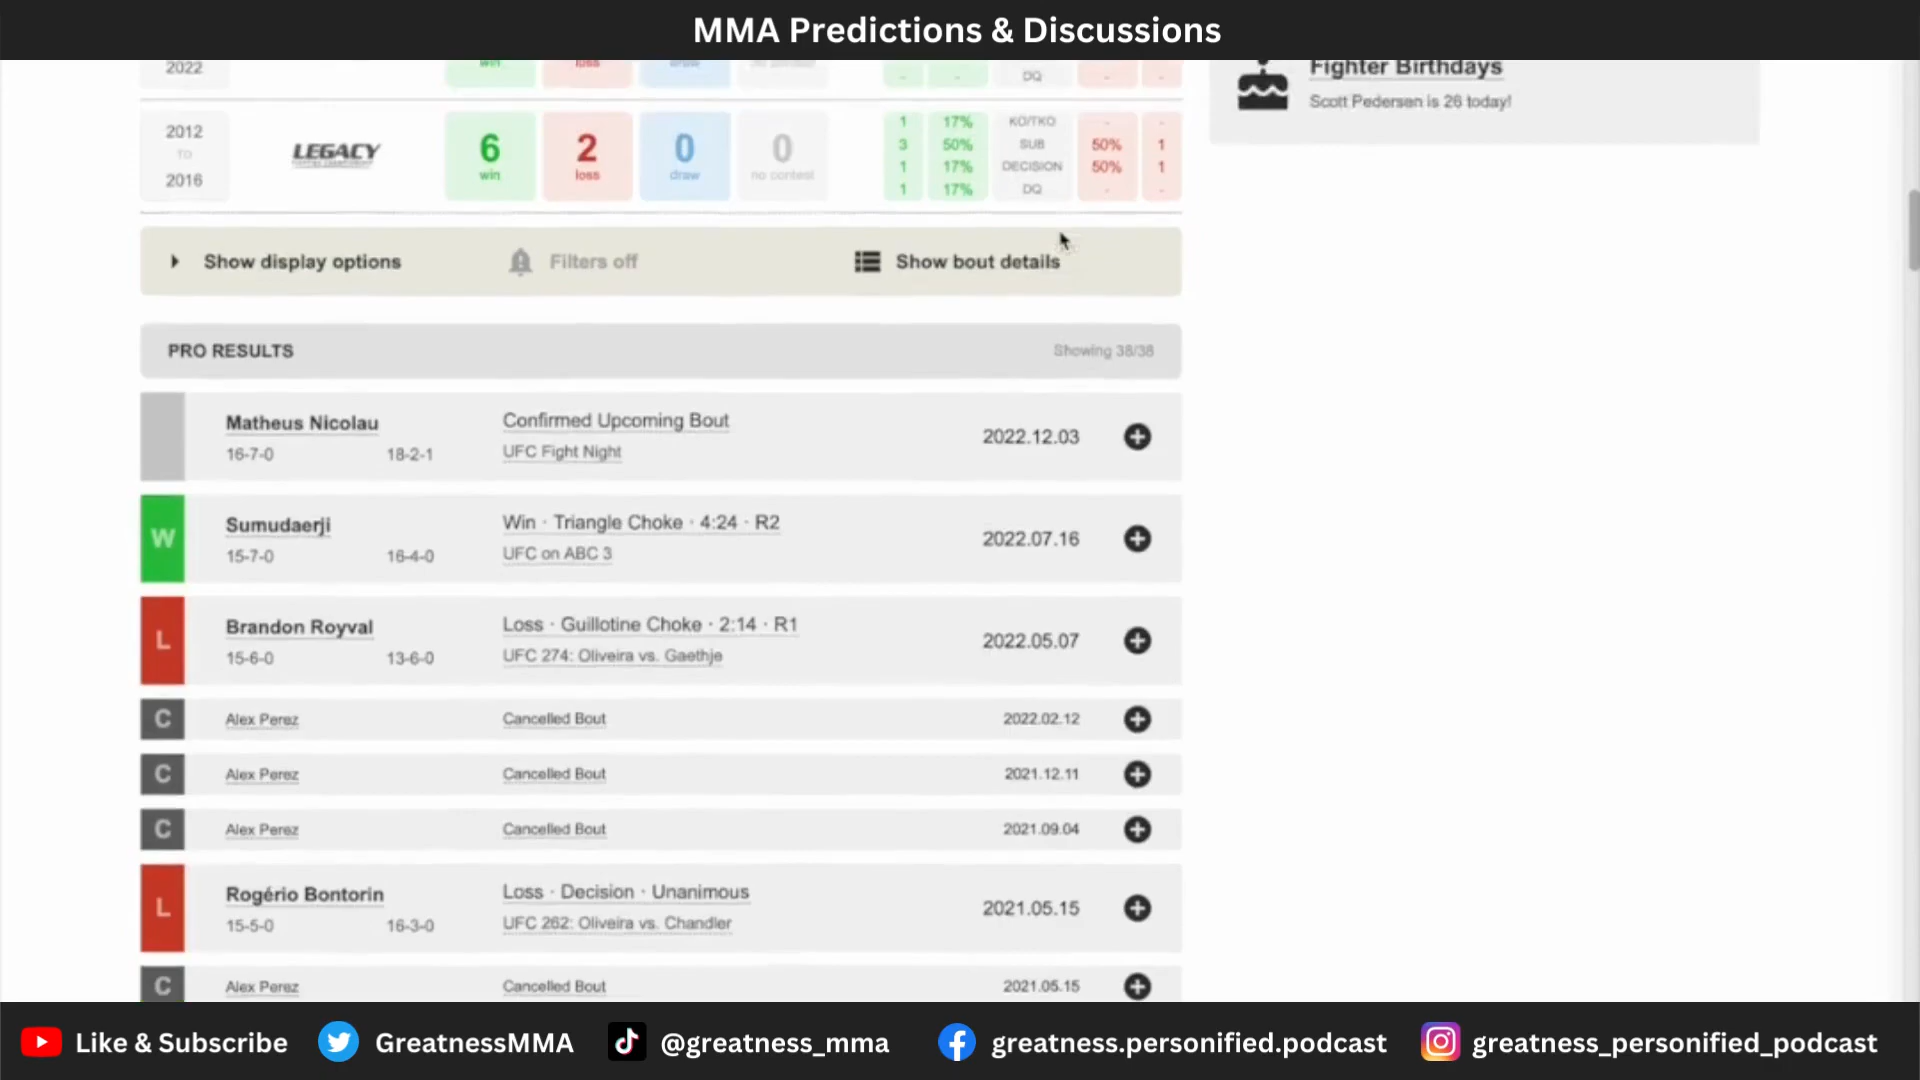 MMA Predictions & Discussions
2022
win
loss
draw
-
-
DQ
-
-
Fighter Birthdays
Scott Pedersen is 26 today!
2012
TO
2016
LEGACY
6
win
2
loss
0
draw
0
no contest
1 17% KO/TKO - -
3 50% SUB 50% 1
1 17% DECISION 50% 1
1 17% DQ - -
Show display options
Filters off
Show bout details
PRO RESULTS
Showing 38/38
Matheus Nicolau
16-7-0
18-2-1
Confirmed Upcoming Bout
UFC Fight Night
2022.12.03
W
Sumudaerji
15-7-0
16-4-0
Win · Triangle Choke · 4:24 · R2
UFC on ABC 3
2022.07.16
L
Brandon Royval
15-6-0
13-6-0
Loss · Guillotine Choke · 2:14 · R1
UFC 274: Oliveira vs. Gaethje
2022.05.07
C
Alex Perez
Cancelled Bout
2022.02.12
C
Alex Perez
Cancelled Bout
2021.12.11
C
Alex Perez
Cancelled Bout
2021.09.04
L
Rogério Bontorin
15-5-0
16-3-0
Loss · Decision · Unanimous
UFC 262: Oliveira vs. Chandler
2021.05.15
C
Alex Perez
Cancelled Bout
2021.05.15
Like & Subscribe
GreatnessMMA
@greatness_mma
greatness.personified.podcast
greatness_personified_podcast